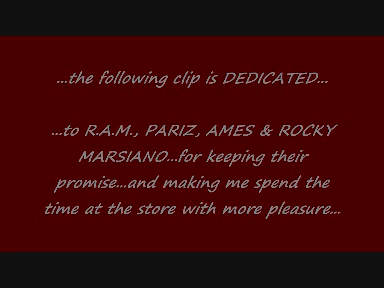 ...the following clip is DEDICATED...
...to R.A.M., PARIZ, AMES & ROCKY
MARSIANO...for keeping their
promise...and making me spend the
time at the store with more pleasure...